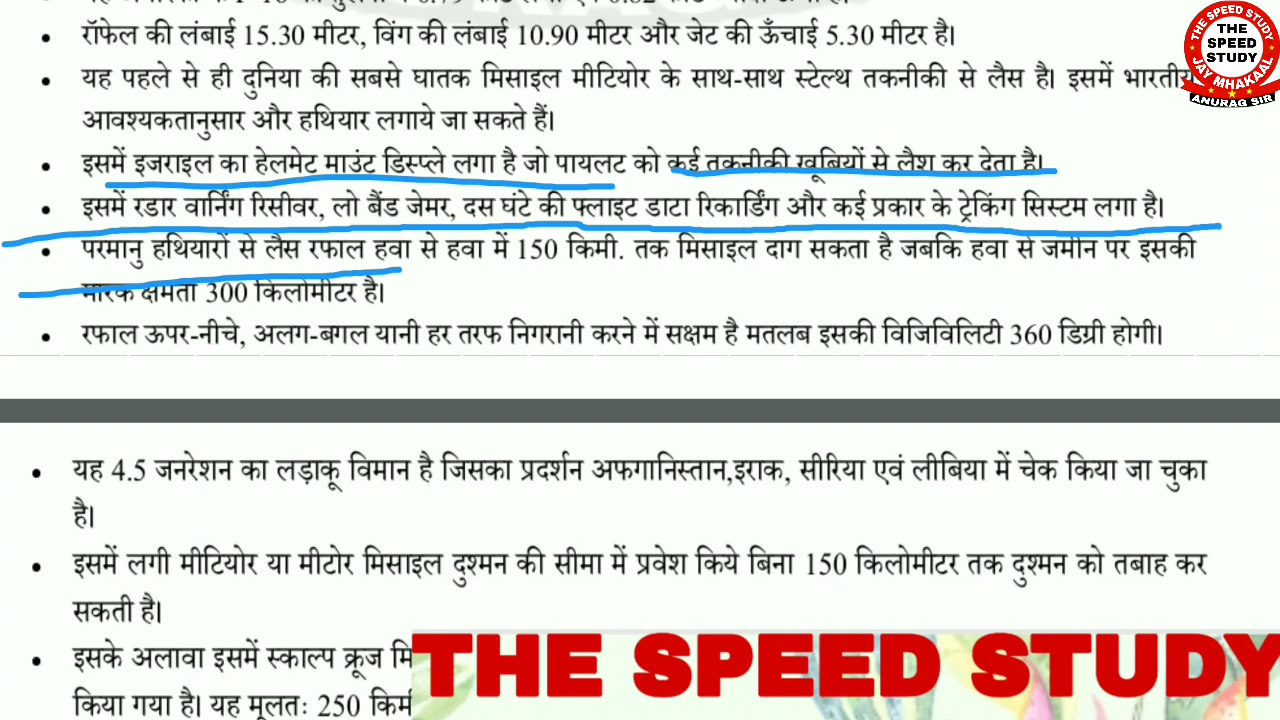 रॉफेल की लंबाई 15.30 मीटर, विंग की लंबाई 10.90 मीटर और जेट की ऊँचाई 5.30 मीटर है।
यह पहले से ही दुनिया की सबसे घातक मिसाइल मीटियोर के साथ-साथ स्टेल्थ तकनीकी से लैस है। इसमें भारतीय
आवश्यकतानुसार और हथियार लगाये जा सकते हैं।
इसमें इजराइल का हेलमेट माउंट डिस्प्ले लगा है जो पायलट को कई तकनीकी खूबियों से लैश कर देता है।
इसमें रडार वार्निंग रिसीवर, लो बैंड जेमर, दस घंटे की फ्लाइट डाटा रिकार्डिंग और कई प्रकार के ट्रेकिंग सिस्टम लगा है।
परमानु हथियारों से लैस रफाल हवा से हवा में 150 किमी. तक मिसाइल दाग सकता है जबकि हवा से जमीन पर इसकी
मारक क्षमता 300 किलोमीटर है।
रफाल ऊपर-नीचे, अलग-बगल यानी हर तरफ निगरानी करने में सक्षम है मतलब इसकी विजिविलिटी 360 डिग्री होगी।
यह 4.5 जनरेशन का लड़ाकू विमान है जिसका प्रदर्शन अफगानिस्तान,इराक, सीरिया एवं लीबिया में चेक किया जा चुका
है।
इसमें लगी मीटियोर या मीटोर मिसाइल दुश्मन की सीमा में प्रवेश किये बिना 150 किलोमीटर तक दुश्मन को तबाह कर
सकती है।
इसके अलावा इसमें स्काल्प क्रूज
किया गया है। यह मूलतः 250
THE SPEED STUDY
THE SPEED STUDY
THE
SPEED
STUDY
JAY MHAKAAL
ANURAG SIR